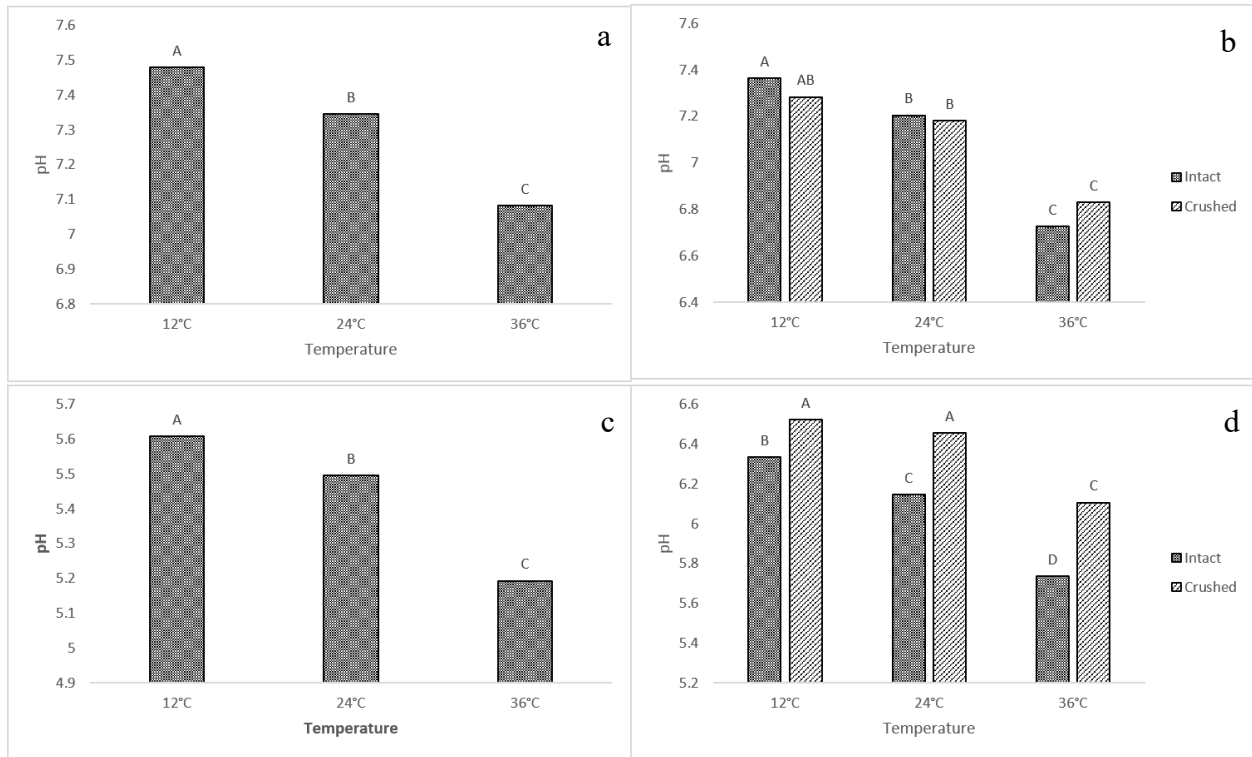 a
7.6
7.5
7.4
7.3
7.2
7.1
7
6.9
6.8
pH
A
B
C
12°C 24°C 36°C
Temperature
b
7.6
7.4
7.2
7
6.8
6.6
6.4
pH
A AB
B B
C C
12°C 24°C 36°C
Temperature
Intact
Crushed
c
5.7
5.6
5.5
5.4
5.3
5.2
5.1
5
4.9
pH
A
B
C
12°C 24°C 36°C
Temperature
d
6.6
6.4
6.2
6
5.8
5.6
5.4
5.2
pH
B A
C A
D C
12°C 24°C 36°C
Temperature
Intact
Crushed